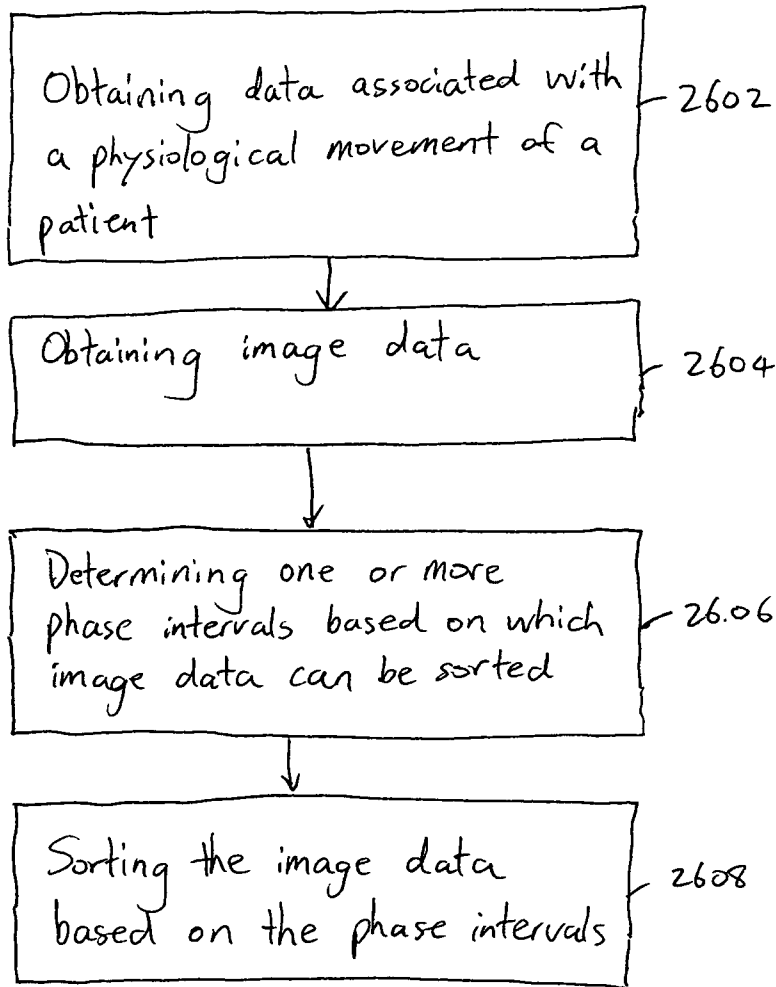 Obtaining data associated with
a physiological movement of a
patient
2602
Obtaining image data
2604
Determining one or more
phase intervals based on which
image data can be sorted
26.06
Sorting the image data
based on the phase intervals
2608